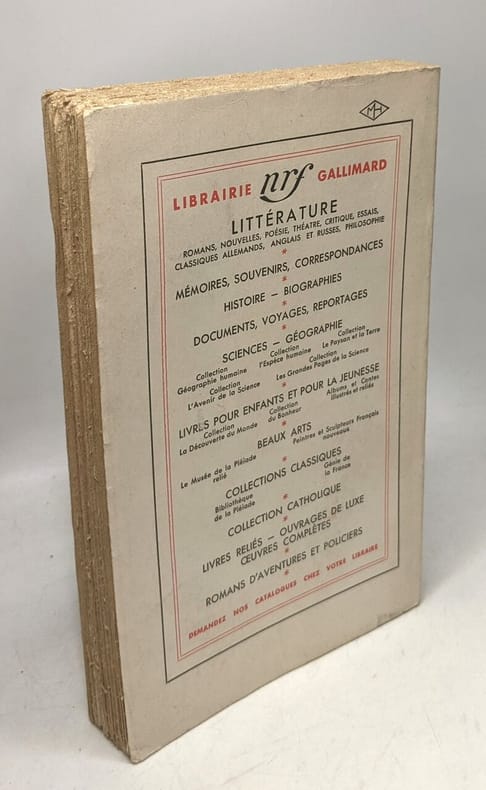 MH
LIBRAIRIE nrf GALLIMARD
LITTÉRATURE
ROMANS, NOUVELLES, POÉSIE, THÉATRE, CRITIQUE, ESSAIS,
CLASSIQUES ALLEMANDS, ANGLAIS ET RUSSES, PHILOSOPHIE
*
MÉMOIRES, SOUVENIRS, CORRESPONDANCES
*
HISTOIRE — BIOGRAPHIES
*
DOCUMENTS, VOYAGES, REPORTAGES
*
SCIENCES — GÉOGRAPHIE
Collection Collection Collection
Géographie humaine l'Espèce humaine Le Paysan et la Terre
Collection Collection
L'Avenir de la Science Les Grandes Pages de la Science
*
LIVRES POUR ENFANTS ET POUR LA JEUNESSE
Collection Collection Albums et Contes
La Découverte du Monde du Bonheur illustrés et reliés
*
BEAUX ARTS
Le Musée de la Pléiade Peintres et Sculpteurs Français
relié nouveaux
*
COLLECTIONS CLASSIQUES
Bibliothèque Génie de
de la Pléiade la France
*
COLLECTION CATHOLIQUE
*
LIVRES RELIÉS — OUVRAGES DE LUXE
ŒUVRES COMPLÈTES
*
ROMANS D'AVENTURES ET POLICIERS
*
DEMANDEZ NOS CATALOGUES CHEZ VOTRE LIBRAIRE